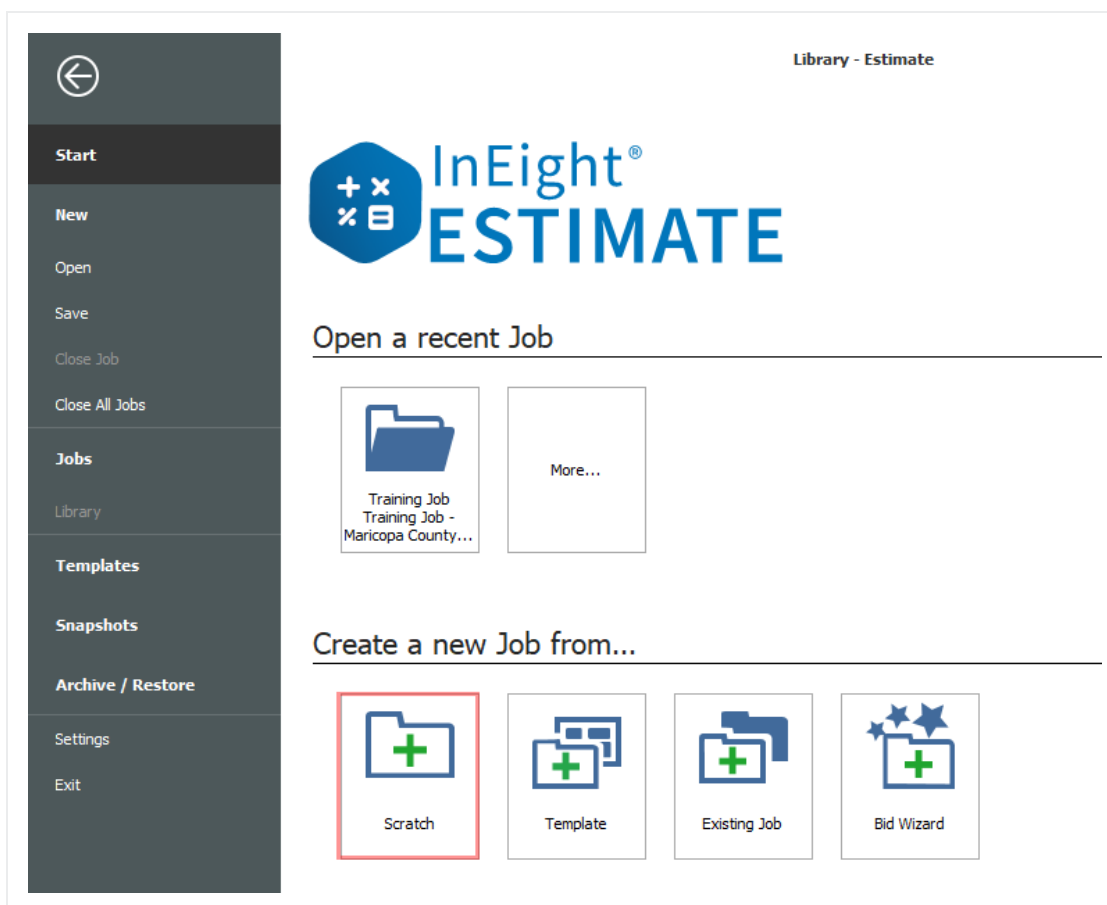 Library - Estimate
Start
New
Open
Save
Close Job
Close All Jobs
Jobs
Library
Templates
Snapshots
Archive / Restore
Settings
Exit
InEight®
ESTIMATE
Open a recent Job
Training Job
Training Job -
Maricopa County...
More...
Create a new Job from...
Scratch
Template
Existing Job
Bid Wizard